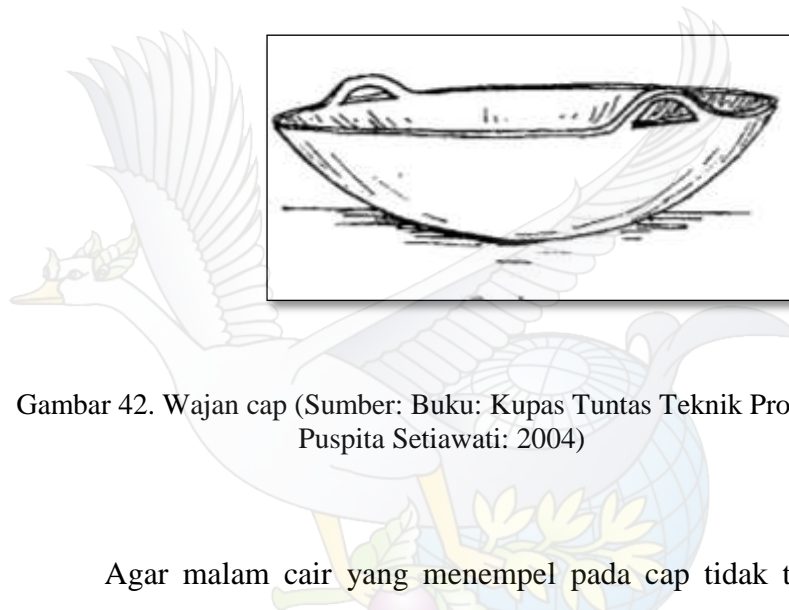 Gambar 42. Wajan cap (Sumber: Buku: Kupas Tuntas Teknik
Puspita Setiawati: 2004)
Agar malam cair yang menempel pada cap tidak